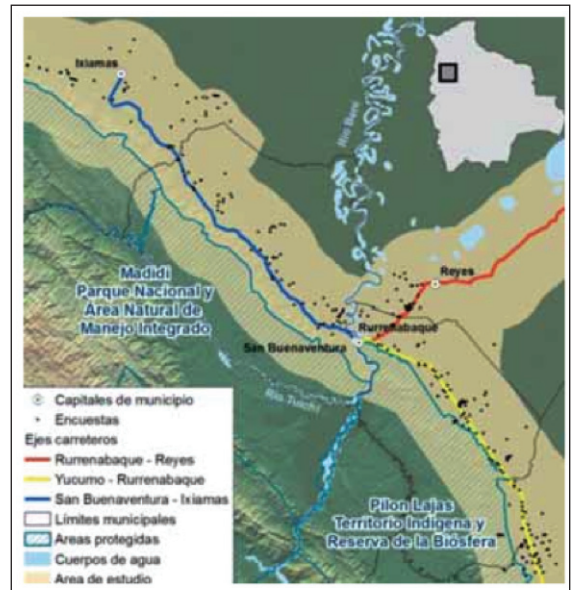 Ixiamas
Río Beni
Reyes
Madidi
Parque Nacional y
Área Natural de
Manejo Integrado
Rurrenabaque
San Buenaventura
Río Tuichi
Pilon Lajas
Territorio Indígena y
Reserva de la Biósfera
Capitales de municipio
Encuestas
Ejes carreteros
Rurrenabaque - Reyes
Yucumo - Rurrenabaque
San Buenaventura - Ixiamas
Límites municipales
Areas protegidas
Cuerpos de agua
Area de estudio